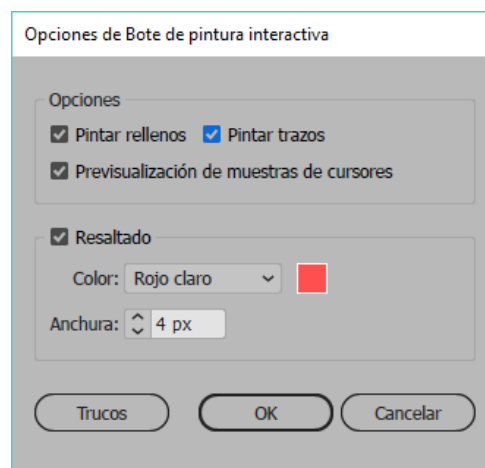 Opciones de Bote de pintura interactiva
Opciones
Pintar rellenos Pintar trazos
Previsualización de muestras de cursores
Resaltado
Color: Rojo claro
Anchura: 4 px
Trucos OK Cancelar